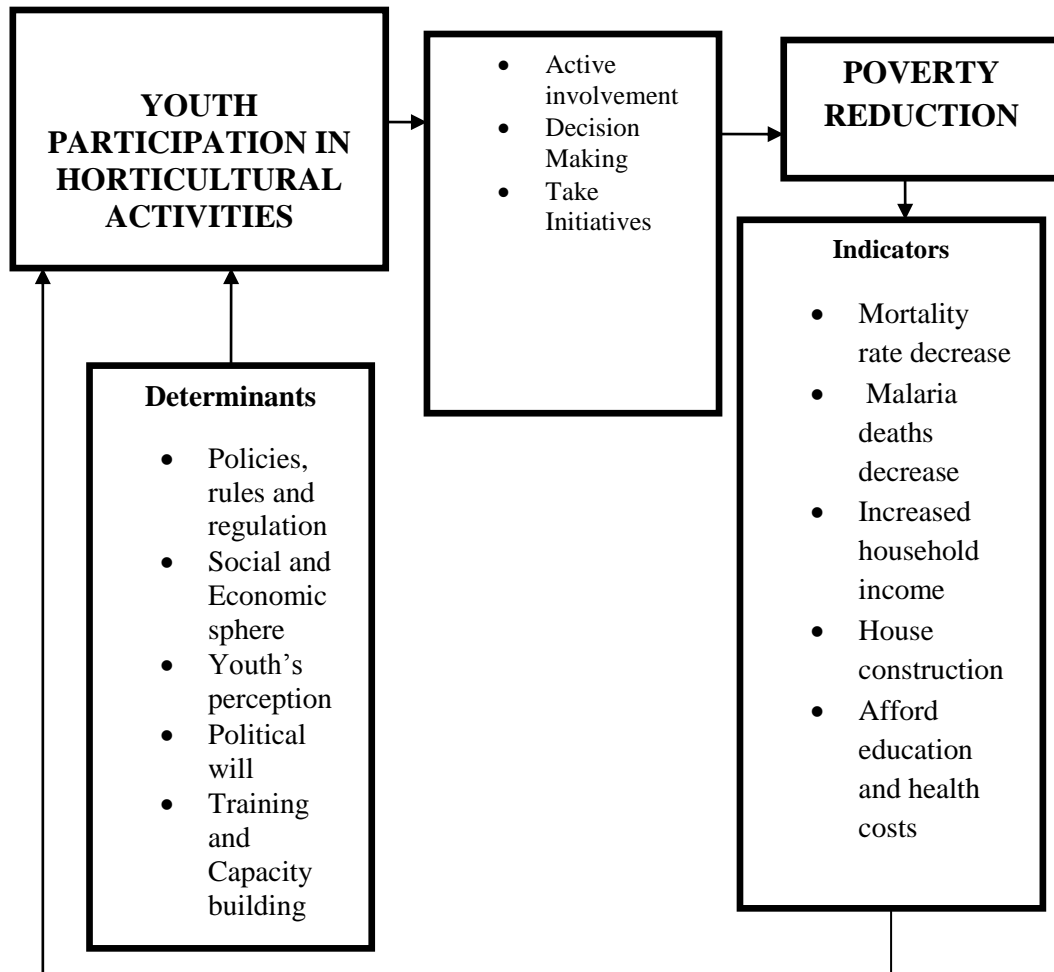 YOUTH
PARTICIPATION IN
HORTICULTURAL
ACTIVITIES
• Active
involvement
• Decision
Making
• Take
Initiatives
POVERTY
REDUCTION
Determinants
• Policies,
rules and
regulation
• Social and
Economic
sphere
• Youth’s
perception
• Political
will
• Training
and
Capacity
building
Indicators
• Mortality
rate decrease
• Malaria
deaths
decrease
• Increased
household
income
• House
construction
• Afford
education
and health
costs